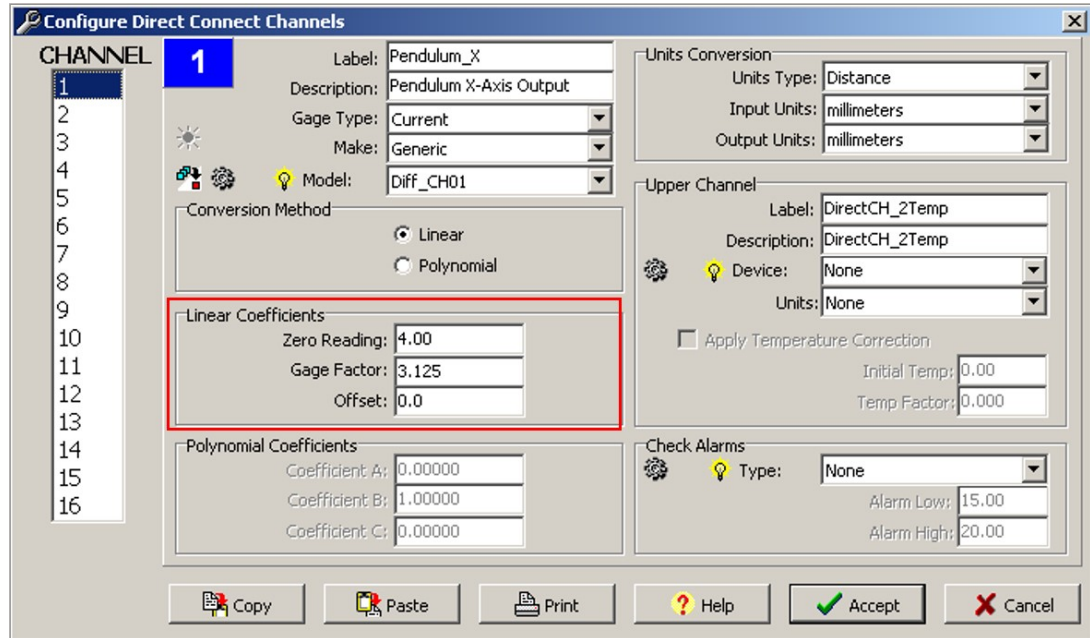 Configure Direct Connect Channels
CHANNEL
1
2
3
4
5
6
7
8
9
10
11
12
13
14
15
16
1
Label: Pendulum_X
Description: Pendulum X-Axis Output
Gage Type: Current
Make: Generic
Model: Diff_CH01
Conversion Method
Linear
Polynomial
Linear Coefficients
Zero Reading: 4.00
Gage Factor: 3.125
Offset: 0.0
Polynomial Coefficients
Coefficient A: 0.00000
Coefficient B: 1.00000
Coefficient C: 0.00000
Units Conversion
Units Type: Distance
Input Units: millimeters
Output Units: millimeters
Upper Channel
Label: DirectCH_2Temp
Description: DirectCH_2Temp
Device: None
Units: None
Apply Temperature Correction
Initial Temp: 0.00
Temp Factor: 0.000
Check Alarms
Type: None
Alarm Low: 15.00
Alarm High: 20.00
Copy
Paste
Print
Help
Accept
Cancel